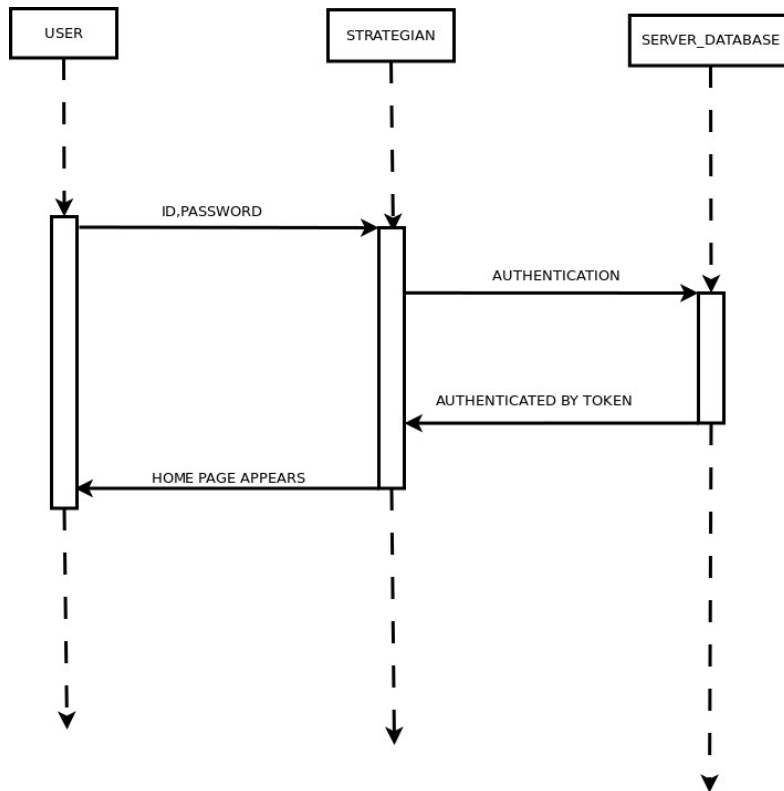 USER
STRATEGIAN
SERVER_DATABASE
ID,PASSWORD
AUTHENTICATION
AUTHENTICATED BY TOKEN
HOME PAGE APPEARS